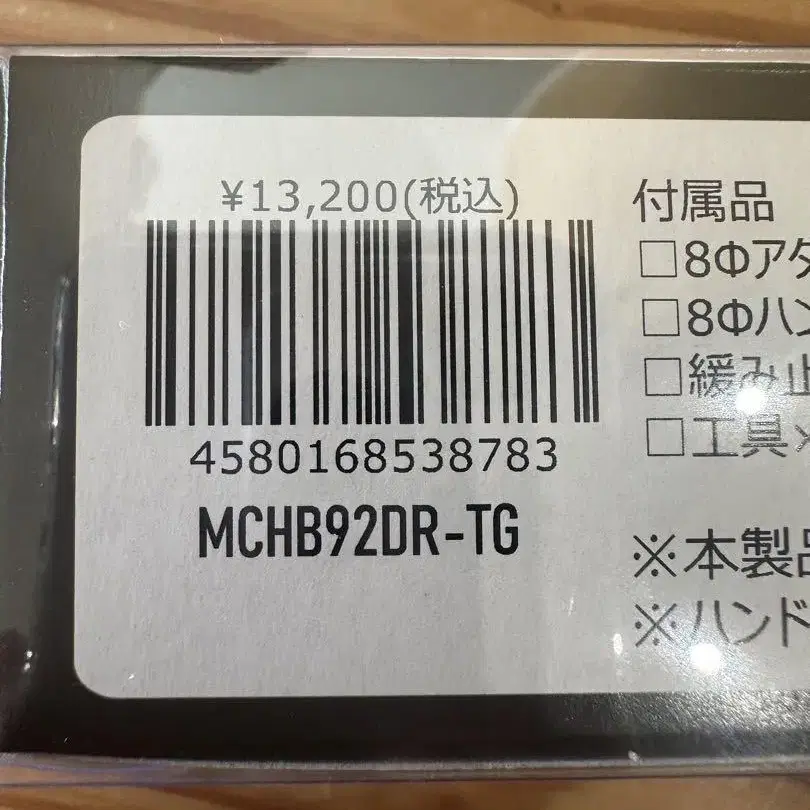 ¥13,200(税込)
4580168538783
MCHB92DR-TG
付属品
□8Φアタ
□8Φハン
□緩み止
□工具×
※本製品
※ハンド